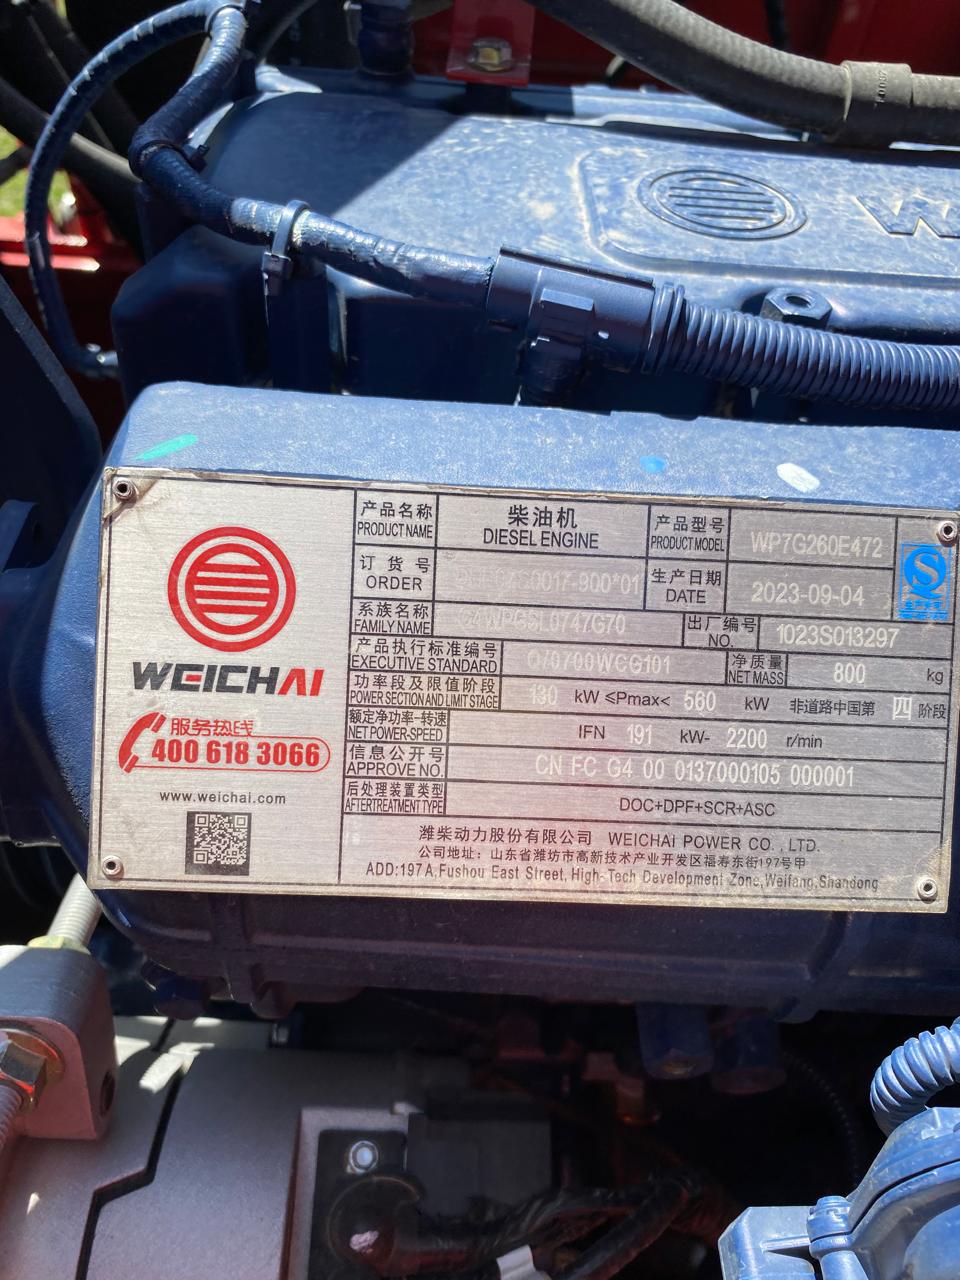 WEICHAI
服务热线
400 618 3066
www.weichai.com
产品名称 柴油机 产品型号 WP7G260E472
PRODUCT NAME DIESEL ENGINE PRODUCT MODEL
订货号 0017-900*01 生产日期 2023-09-04
ORDER DATE
系族名称 出厂编号 1023S013297
FAMILY NAME NO.
产品执行标准编号 Q/0700WCG101 净质量 800 kg
EXECUTIVE STANDARD NET MASS
功率段及限值阶段 130 kW ≤Pmax< 560 kW 非道路中国第 四 阶段
POWER SECTION AND LIMIT STAGE
额定净功率-转速 IFN 191 kW- 2200 r/min
NET POWER-SPEED
信息公开号 CN FC G4 00 0137000105 000001
APPROVE NO.
后处理装置类型 DOC+DPF+SCR+ASC
AFTERTREATMENT TYPE
潍柴动力股份有限公司 WEICHAI POWER CO., LTD.
公司地址：山东省潍坊市高新技术产业开发区福寿东街197号甲
ADD:197 A,Fushou East Street, High-Tech Development Zone,Weifang,Shandong